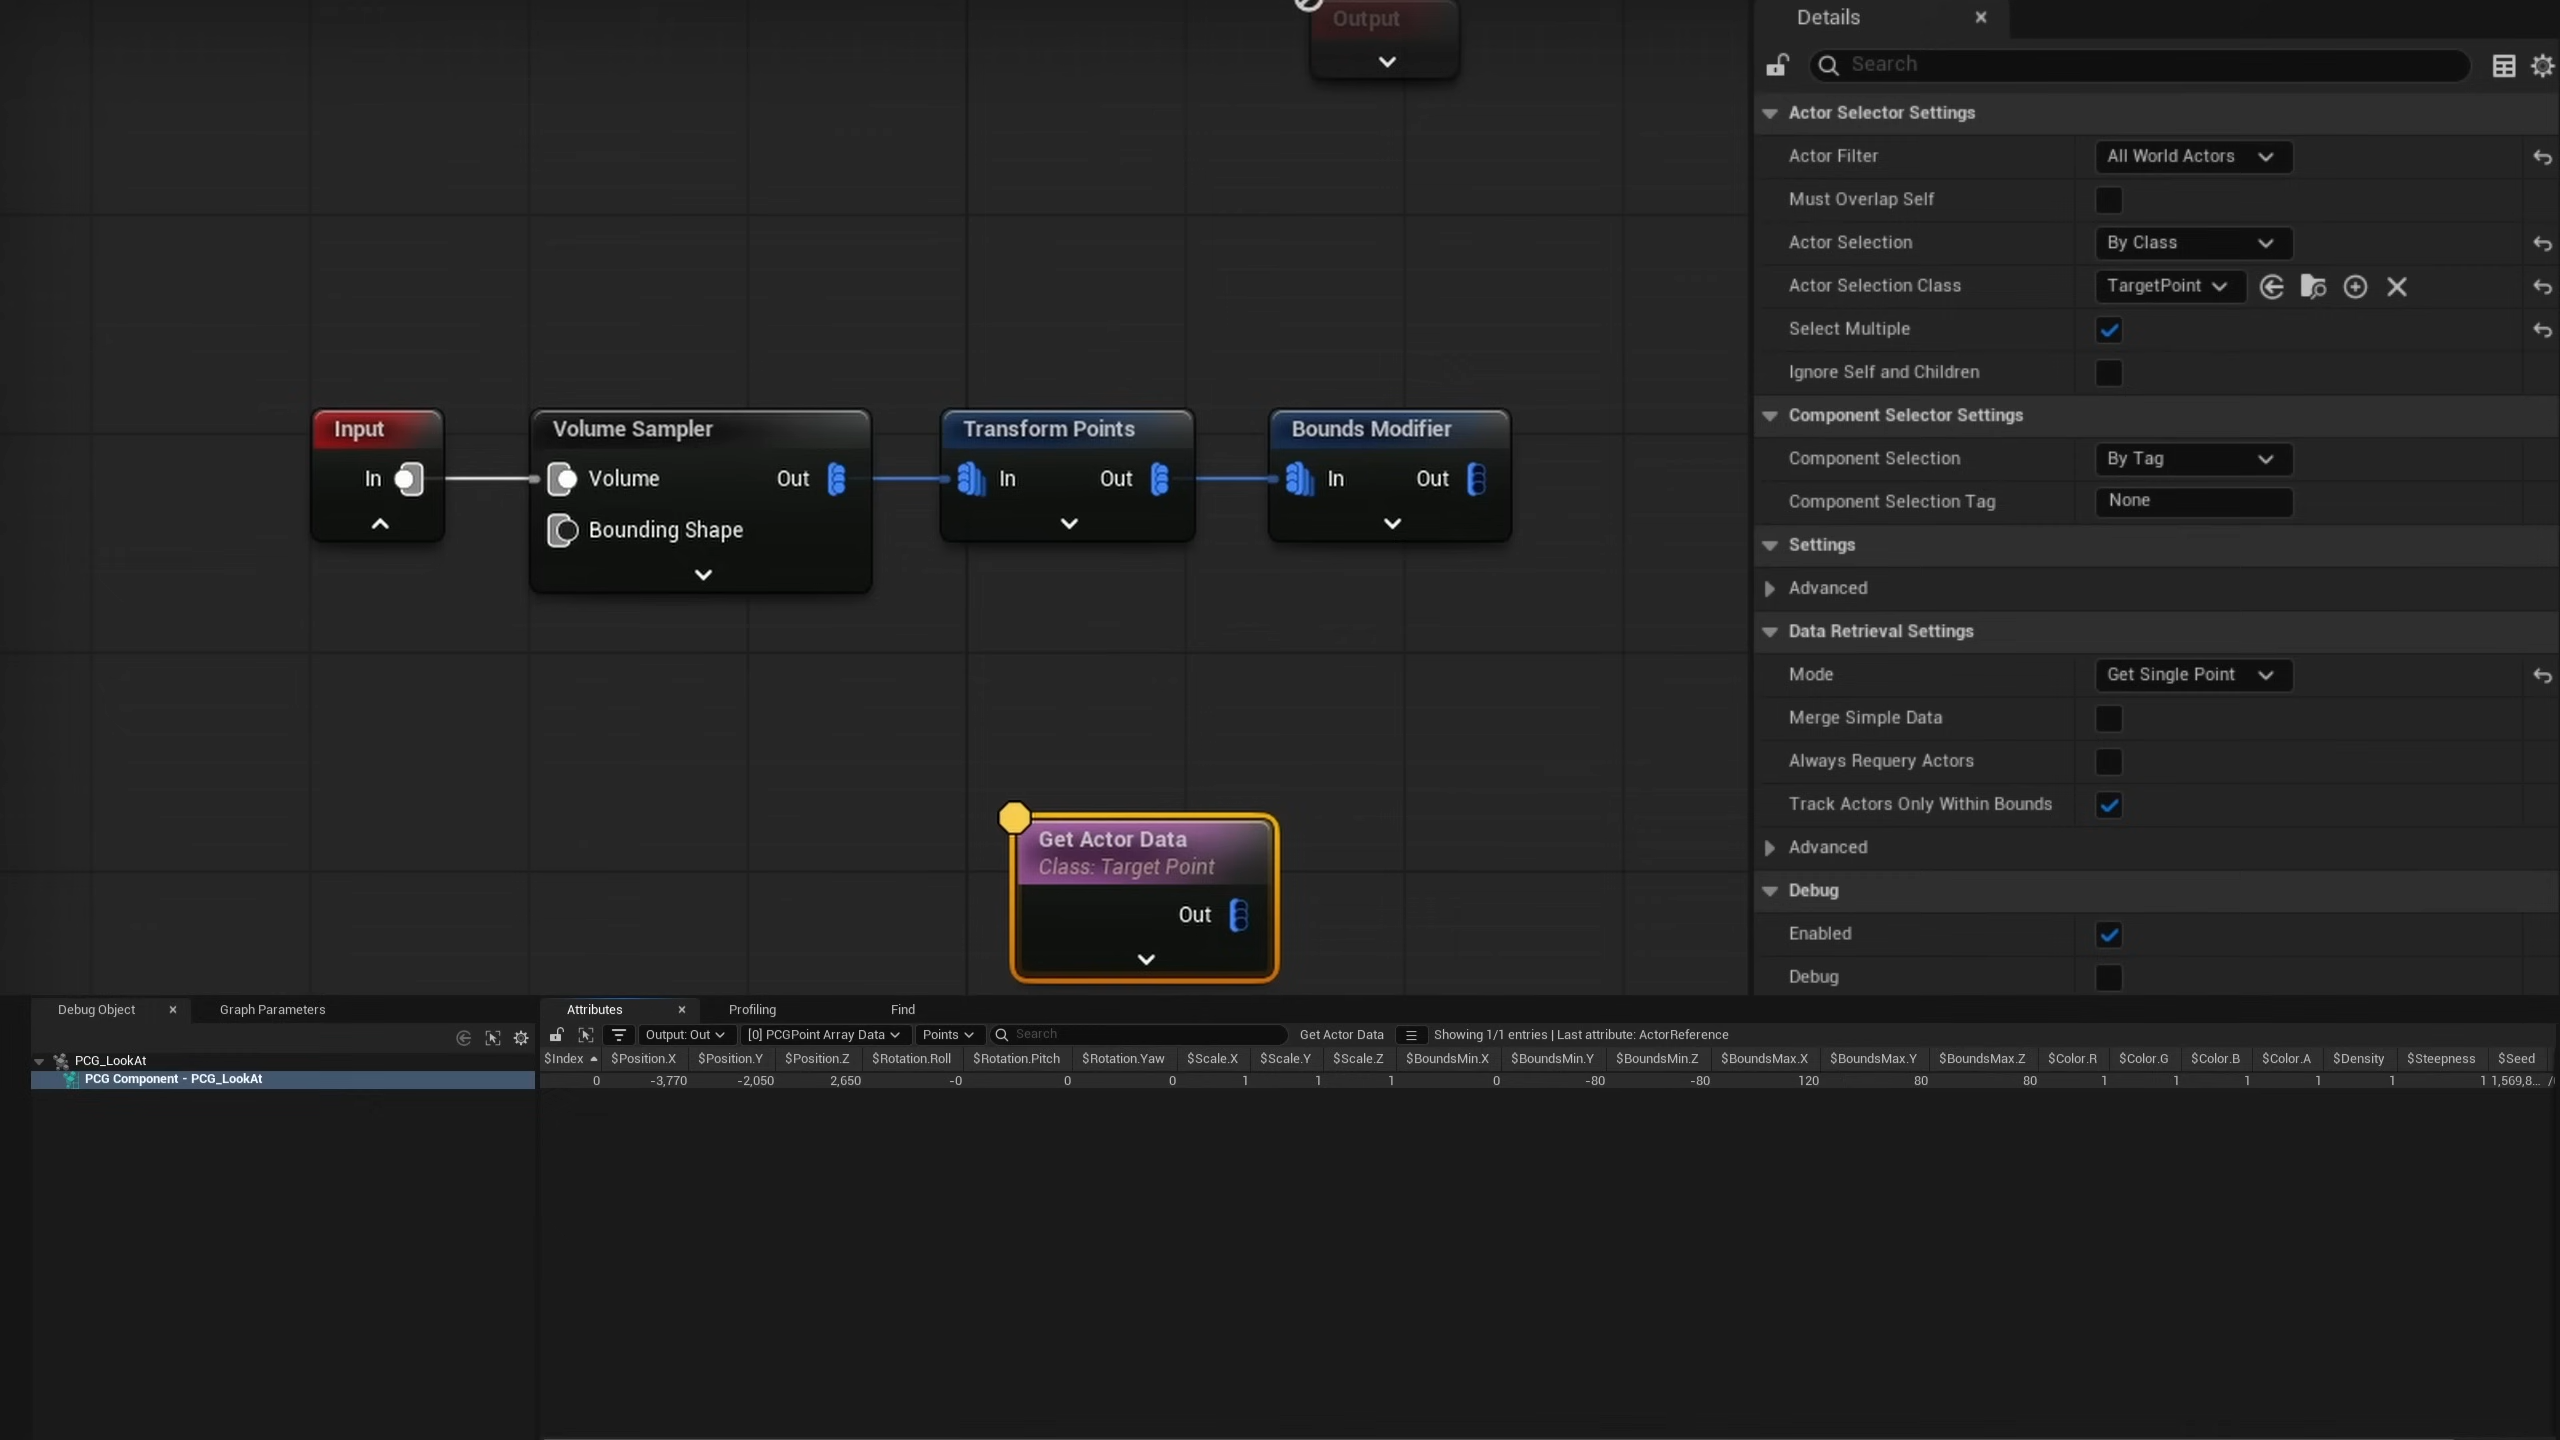 Output
Input
In
Volume Sampler
Volume
Out
Bounding Shape
Transform Points
In
Out
Bounds Modifier
In
Out
Get Actor Data
Class: Target Point
Out
Details
Search
Actor Selector Settings
Actor Filter
All World Actors
Must Overlap Self
Actor Selection
By Class
Actor Selection Class
TargetPoint
Select Multiple
Ignore Self and Children
Component Selector Settings
Component Selection
By Tag
Component Selection Tag
None
Settings
Advanced
Data Retrieval Settings
Mode
Get Single Point
Merge Simple Data
Always Requery Actors
Track Actors Only Within Bounds
Advanced
Debug
Enabled
Debug
Debug Object
Graph Parameters
PCG_LookAt
PCG Component - PCG_LookAt
Attributes
Profiling
Find
Output: Out
[0] PCGPoint Array Data
Points
Search
Get Actor Data
Showing 1/1 entries | Last attribute: ActorReference
$Index $Position.X $Position.Y $Position.Z $Rotation.Roll $Rotation.Pitch $Rotation.Yaw $Scale.X $Scale.Y $Scale.Z $BoundsMin.X $BoundsMin.Y $BoundsMin.Z $BoundsMax.X $BoundsMax.Y $BoundsMax.Z $Color.R $Color.G $Color.B $Color.A $Density $Steepness $Seed
0 -3,770 -2,050 2,650 -0 0 0 1 1 1 0 -80 -80 120 80 80 1 1 1 1 1 1 1,569,8...